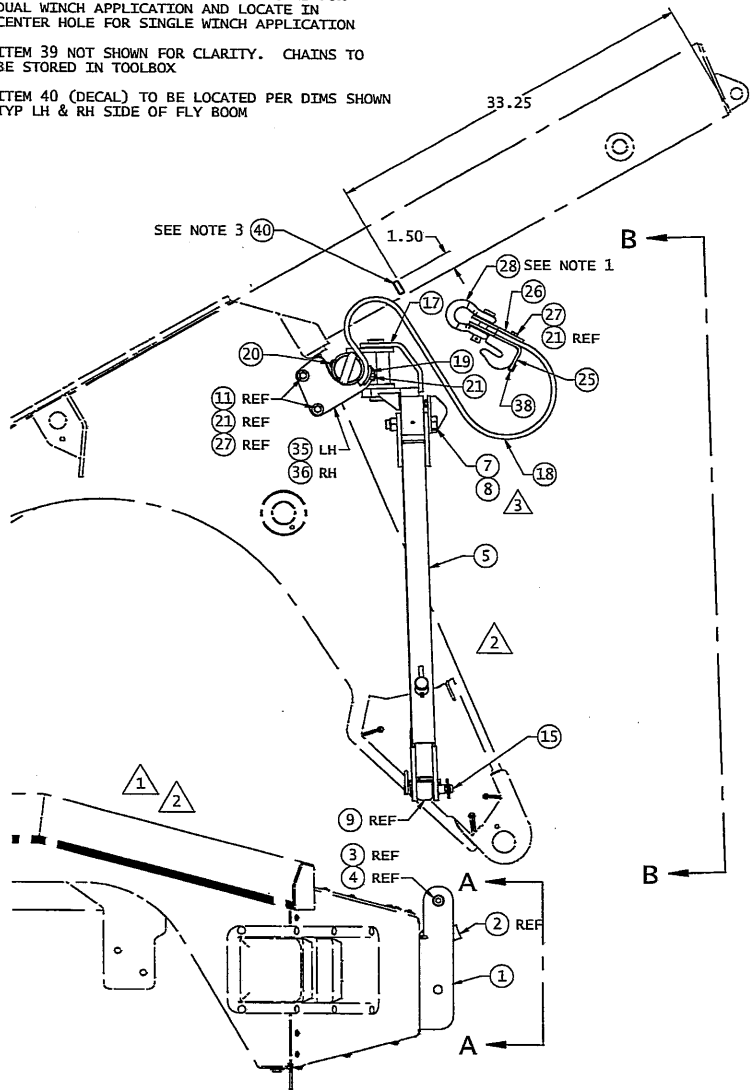 DUAL WINCH APPLICATION AND LOCATE IN
CENTER HOLE FOR SINGLE WINCH APPLICATION
ITEM 39 NOT SHOWN FOR CLARITY. CHAINS TO
BE STORED IN TOOLBOX
ITEM 40 (DECAL) TO BE LOCATED PER DIMS SHOWN
TYP LH & RH SIDE OF FLY BOOM
33.25
SEE NOTE 3 40
1.50
B
28 SEE NOTE 1
26
27
21 REF
17
20
19
21
25
38
11 REF
21 REF
27 REF
35 LH
36 RH
7
8
3
18
5
2
15
1
2
9 REF
3 REF
4 REF
A
B
2 REF
1
A